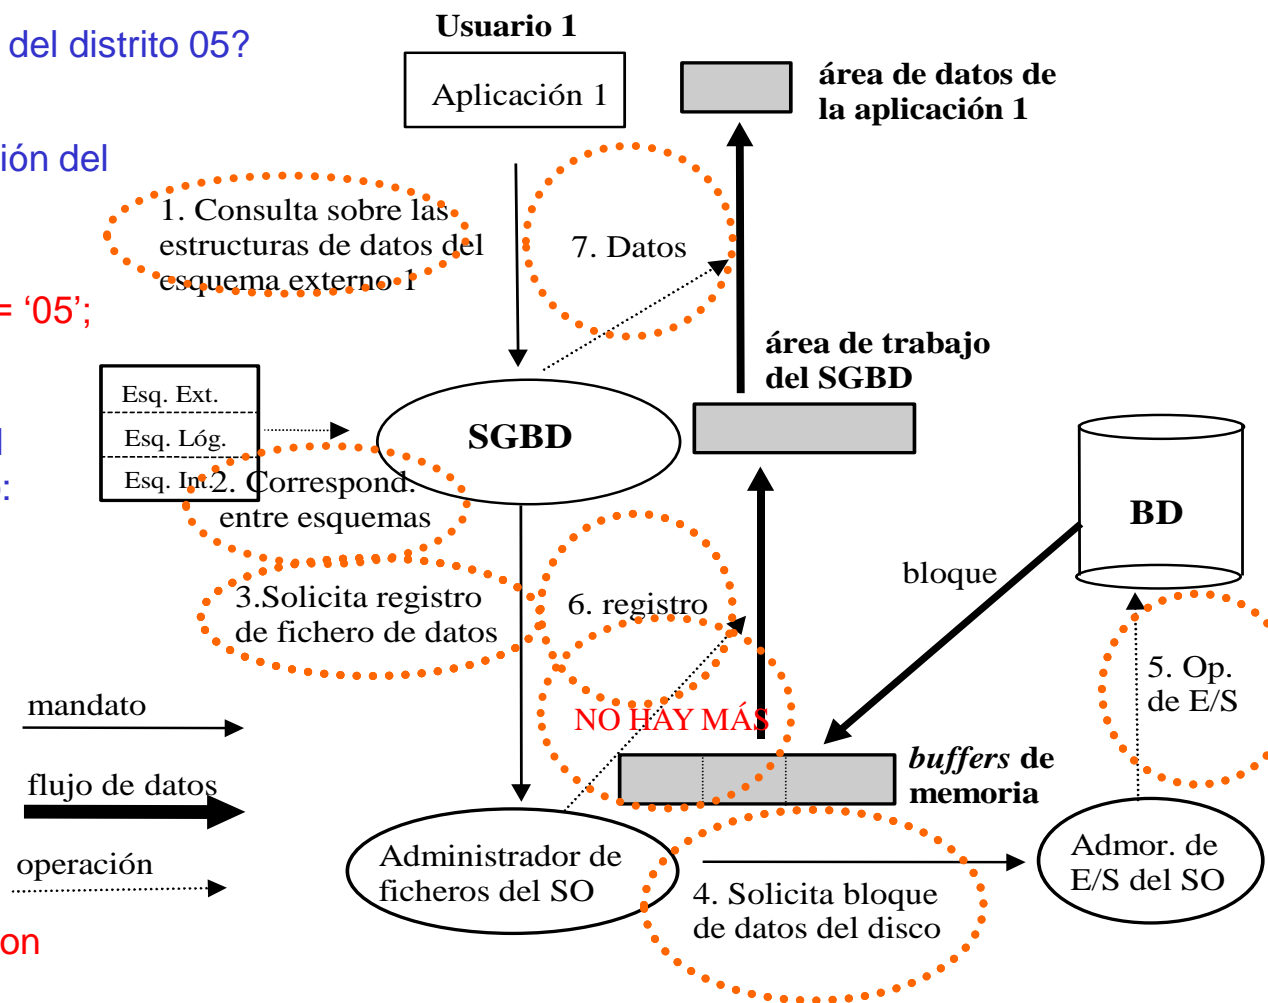 Usuario 1
del distrito 05?
Aplicación 1
área de datos de
la aplicación 1
ión del
1. Consulta sobre las
estructuras de datos del
esquema externo 1
7. Datos
= ‘05’;
área de trabajo
del SGBD
Esq. Ext.
Esq. Lóg.
Esq. Int.
SGBD
2. Correspond.
entre esquemas
:
BD
bloque
3.Solicita registro
de fichero de datos
6. registro
5. Op.
de E/S
mandato
NO HAY MÁS
flujo de datos
buffers de
memoria
operación
Administrador de
ficheros del SO
4. Solicita bloque
de datos del disco
Admor. de
E/S del SO
on